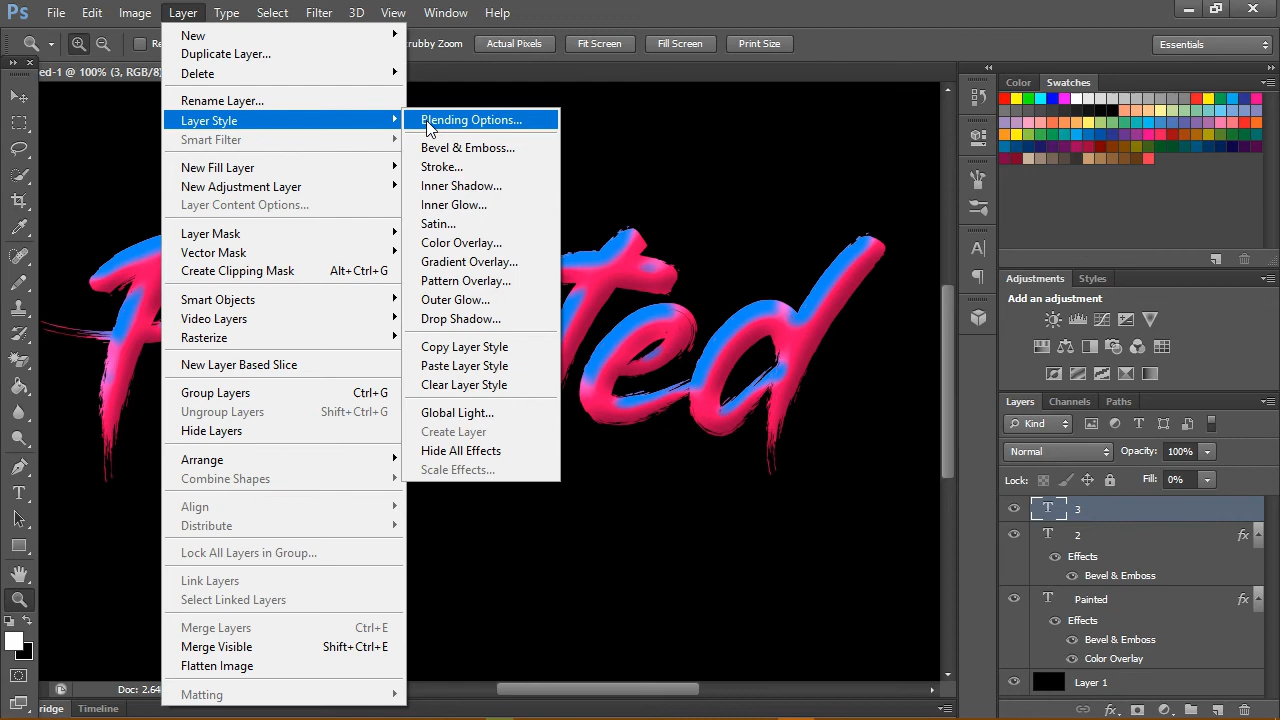 Ps File Edit Image Layer Type Select Filter 3D View Window Help
Scrubby Zoom Actual Pixels Fit Screen Fill Screen Print Size Essentials
ed-1 @ 100% (3, RGB/8)
New
Duplicate Layer...
Delete
Rename Layer...
Layer Style
Smart Filter
New Fill Layer
New Adjustment Layer
Layer Content Options...
Layer Mask
Vector Mask
Create Clipping Mask Alt+Ctrl+G
Smart Objects
Video Layers
Rasterize
New Layer Based Slice
Group Layers Ctrl+G
Ungroup Layers Shift+Ctrl+G
Hide Layers
Arrange
Combine Shapes
Align
Distribute
Lock All Layers in Group...
Link Layers
Select Linked Layers
Merge Layers Ctrl+E
Merge Visible Shift+Ctrl+E
Flatten Image
Matting
Blending Options...
Bevel & Emboss...
Stroke...
Inner Shadow...
Inner Glow...
Satin...
Color Overlay...
Gradient Overlay...
Pattern Overlay...
Outer Glow...
Drop Shadow...
Copy Layer Style
Paste Layer Style
Clear Layer Style
Global Light...
Create Layer
Hide All Effects
Scale Effects...
ted
Color Swatches
Adjustments Styles
Add an adjustment
Layers Channels Paths
Kind
Normal Opacity: 100%
Lock: Fill: 0%
T 3
T 2 fx
Effects
Bevel & Emboss
T Painted fx
Effects
Bevel & Emboss
Color Overlay
Layer 1
Doc: 2.64
ridge Timeline